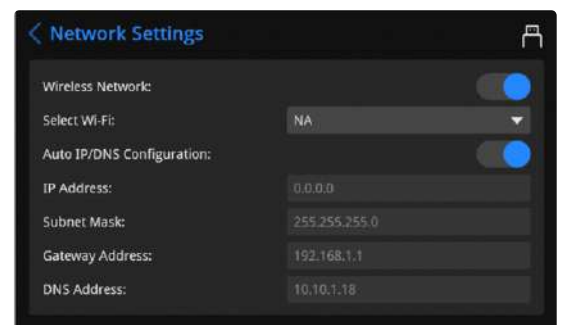 Network Settings
Wireless Network:
Select Wi-Fi: NA
Auto IP/DNS Configuration:
IP Address: 0.0.0.0
Subnet Mask: 255.255.255.0
Gateway Address: 192.168.1.1
DNS Address: 10.10.1.18